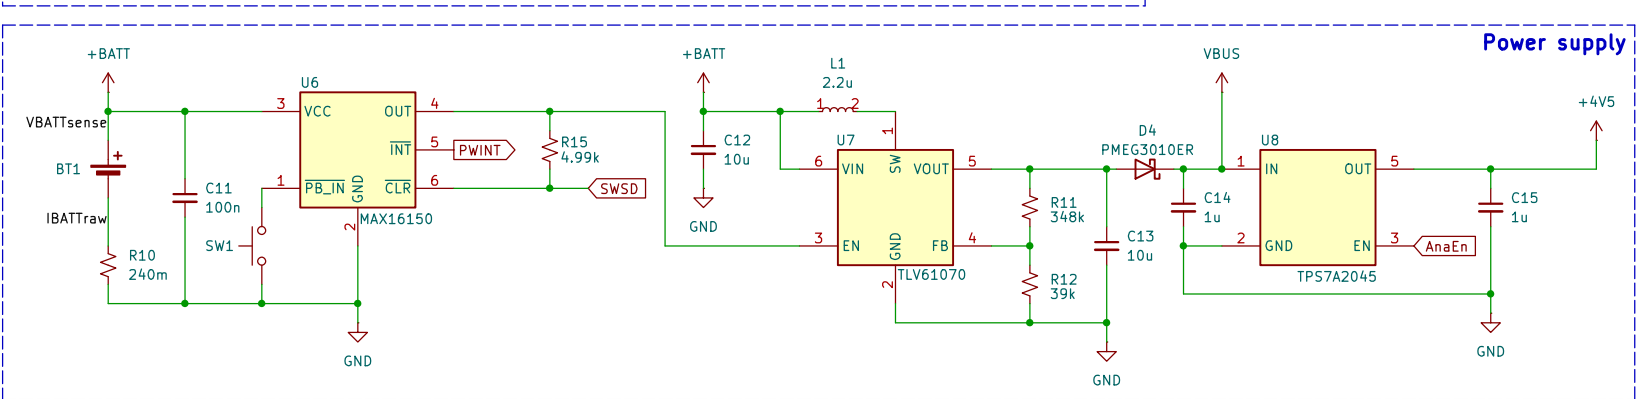 Power supply
+BATT
VBATTsense
BT1
+
IBATTraw
R10
240m
C11
100n
SW1
U6
3
VCC
OUT
4
INT
5
PWINT
1
PB_IN
GND
CLR
6
SWSD
2
MAX16150
R15
4.99k
GND
+BATT
C12
10u
GND
L1
2.2u
1
2
U7
1
SW
6
VIN
VOUT
5
3
EN
GND
FB
4
2
TLV61070
R11
348k
R12
39k
C13
10u
GND
D4
PMEG3010ER
VBUS
C14
1u
U8
1
IN
OUT
5
2
GND
EN
3
AnaEn
TPS7A2045
+4V5
C15
1u
GND